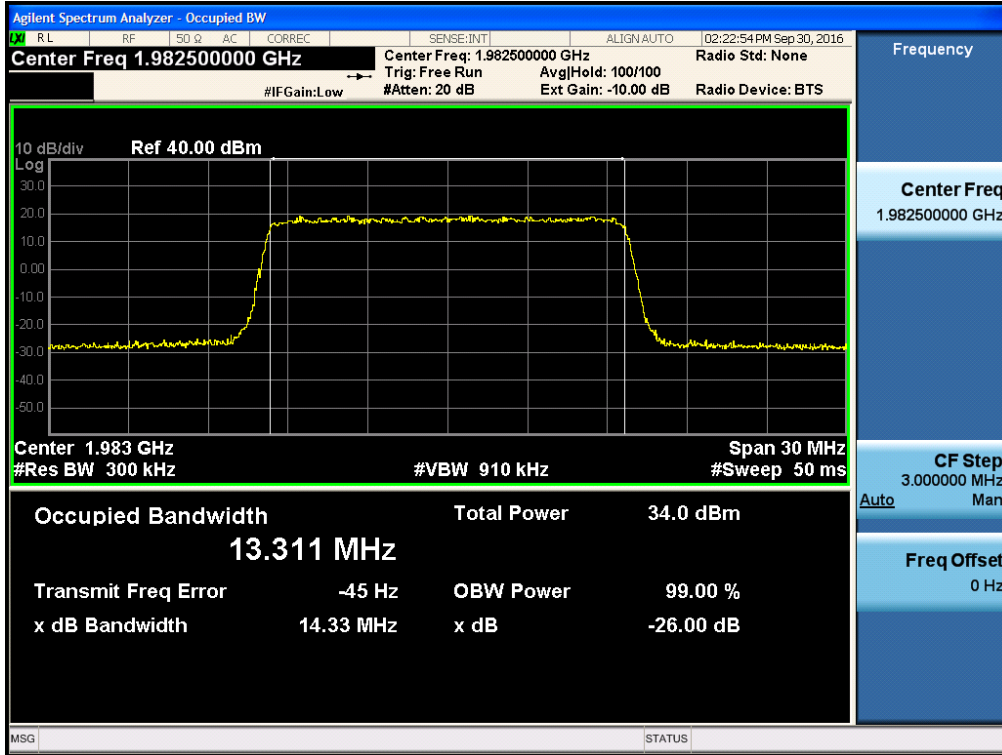 Agilent Spectrum Analyzer - Occupied BW
LXI RL RF 50 Ω AC CORREC SENSE:INT ALIGN AUTO 02:22:54 PM Sep 30, 2016
Center Freq 1.982500000 GHz
Center Freq: 1.982500000 GHz Radio Std: None
Trig: Free Run Avg|Hold: 100/100
#IFGain:Low #Atten: 20 dB Ext Gain: -10.00 dB Radio Device: BTS
10 dB/div Ref 40.00 dBm
Log
30.0
20.0
10.0
0.00
-10.0
-20.0
-30.0
-40.0
-50.0
Center 1.983 GHz Span 30 MHz
#Res BW 300 kHz #VBW 910 kHz #Sweep 50 ms
Occupied Bandwidth Total Power 34.0 dBm
13.311 MHz
Transmit Freq Error -45 Hz OBW Power 99.00 %
x dB Bandwidth 14.33 MHz x dB -26.00 dB
MSG STATUS
Frequency
Center Freq
1.982500000 GHz
CF Step
3.000000 MHz
Auto Man
Freq Offset
0 Hz